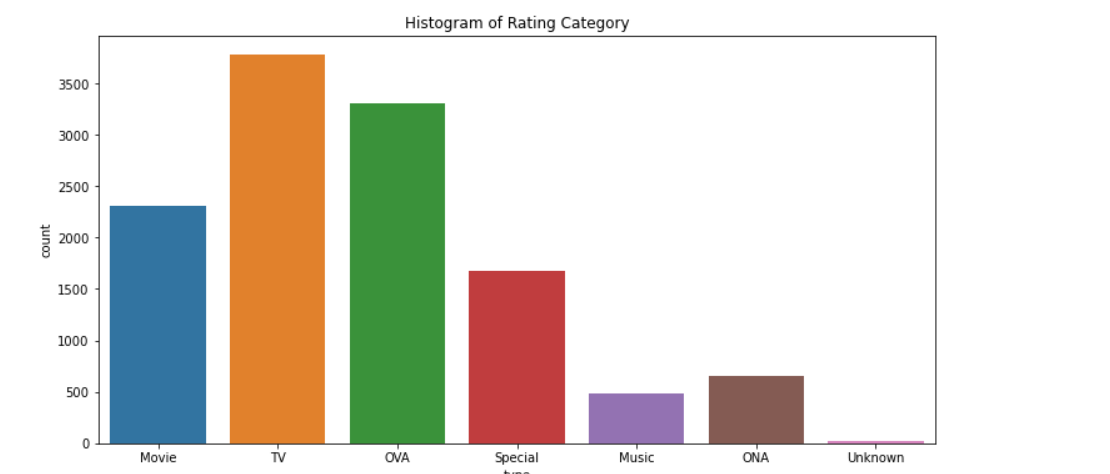 Histogram of Rating Category
3500
3000
2500
2000
1500
1000
500
0
count
Movie TV OVA Special Music ONA Unknown
type